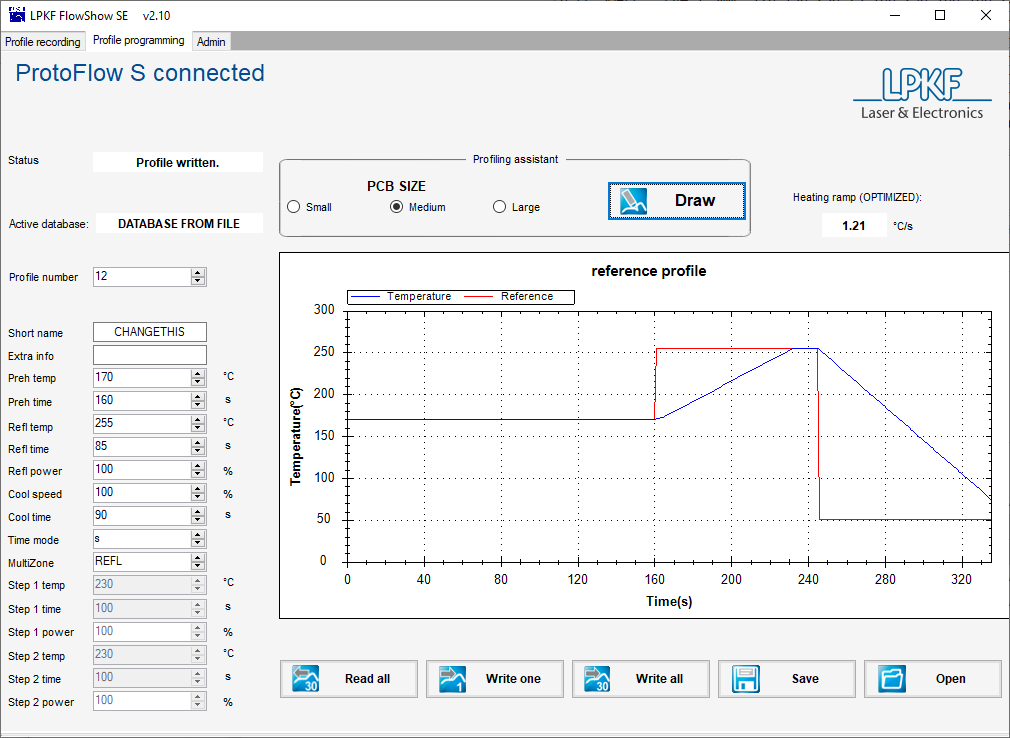 LPKF FlowShow SE v2.10
Profile recording Profile programming Admin
ProtoFlow S connected
LPKF
Laser & Electronics
Status Profile written.
Active database: DATABASE FROM FILE
Profiling assistant
PCB SIZE
Small Medium Large
Draw
Heating ramp (OPTIMIZED):
1.21 °C/s
Profile number 12
Short name CHANGETHIS
Extra info
Preh temp 170 °C
Preh time 160 s
Refl temp 255 °C
Refl time 85 s
Refl power 100 %
Cool speed 100 %
Cool time 90 s
Time mode s
MultiZone REFL
Step 1 temp 230 °C
Step 1 time 100 s
Step 1 power 100 %
Step 2 temp 230 °C
Step 2 time 100 s
Step 2 power 100 %
reference profile
Temperature Reference
Temperature(°C)
300
250
200
150
100
50
0
0 40 80 120 160 200 240 280 320
Time(s)
30 Read all
1 Write one
30 Write all
Save
Open